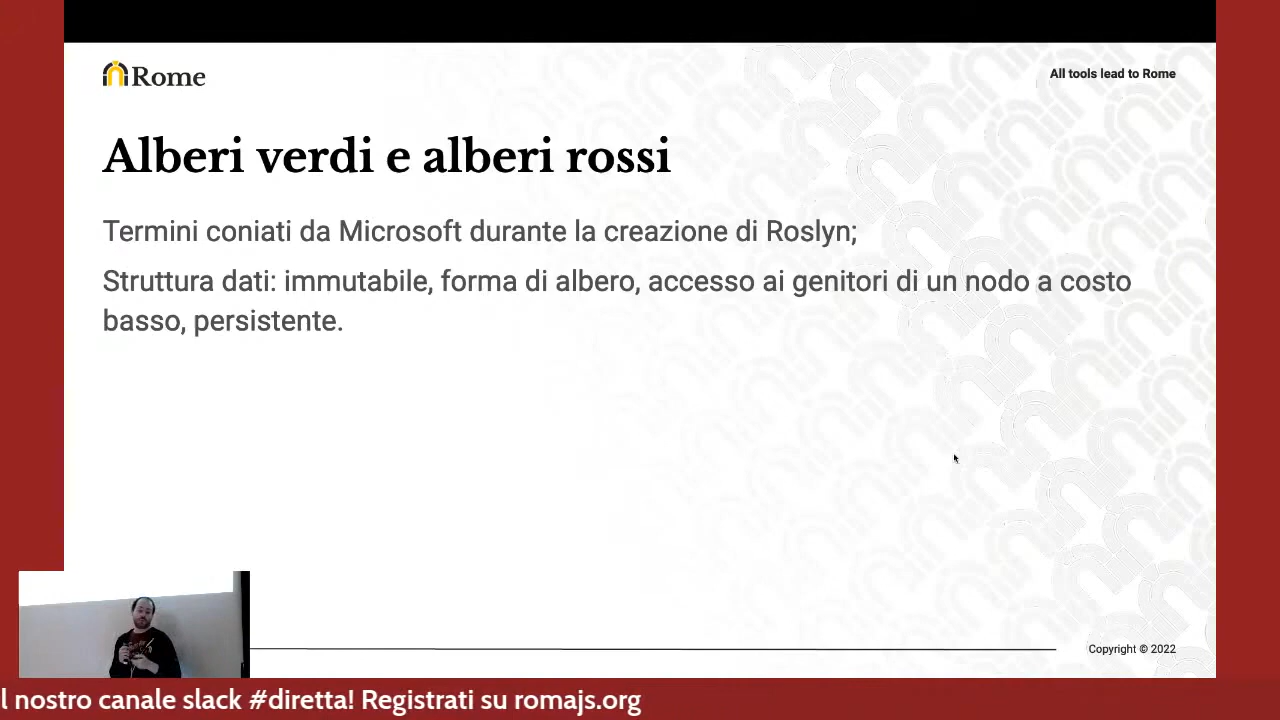 Rome
All tools lead to Rome
Alberi verdi e alberi rossi
Termini coniati da Microsoft durante la creazione di Roslyn;
Struttura dati: immutabile, forma di albero, accesso ai genitori di un nodo a costo
basso, persistente.
Copyright © 2022
l nostro canale slack #diretta! Registrati su romajs.org